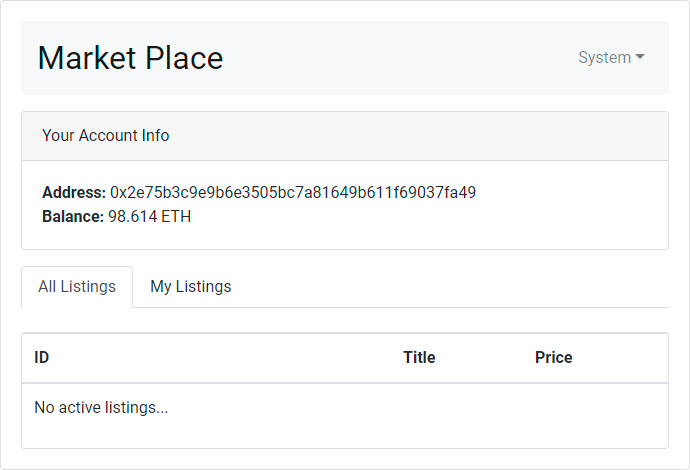 Market Place
System
Your Account Info
Address: 0x2e75b3c9e9b6e3505bc7a81649b611f69037fa49
Balance: 98.614 ETH
All Listings
My Listings
ID Title Price
No active listings...